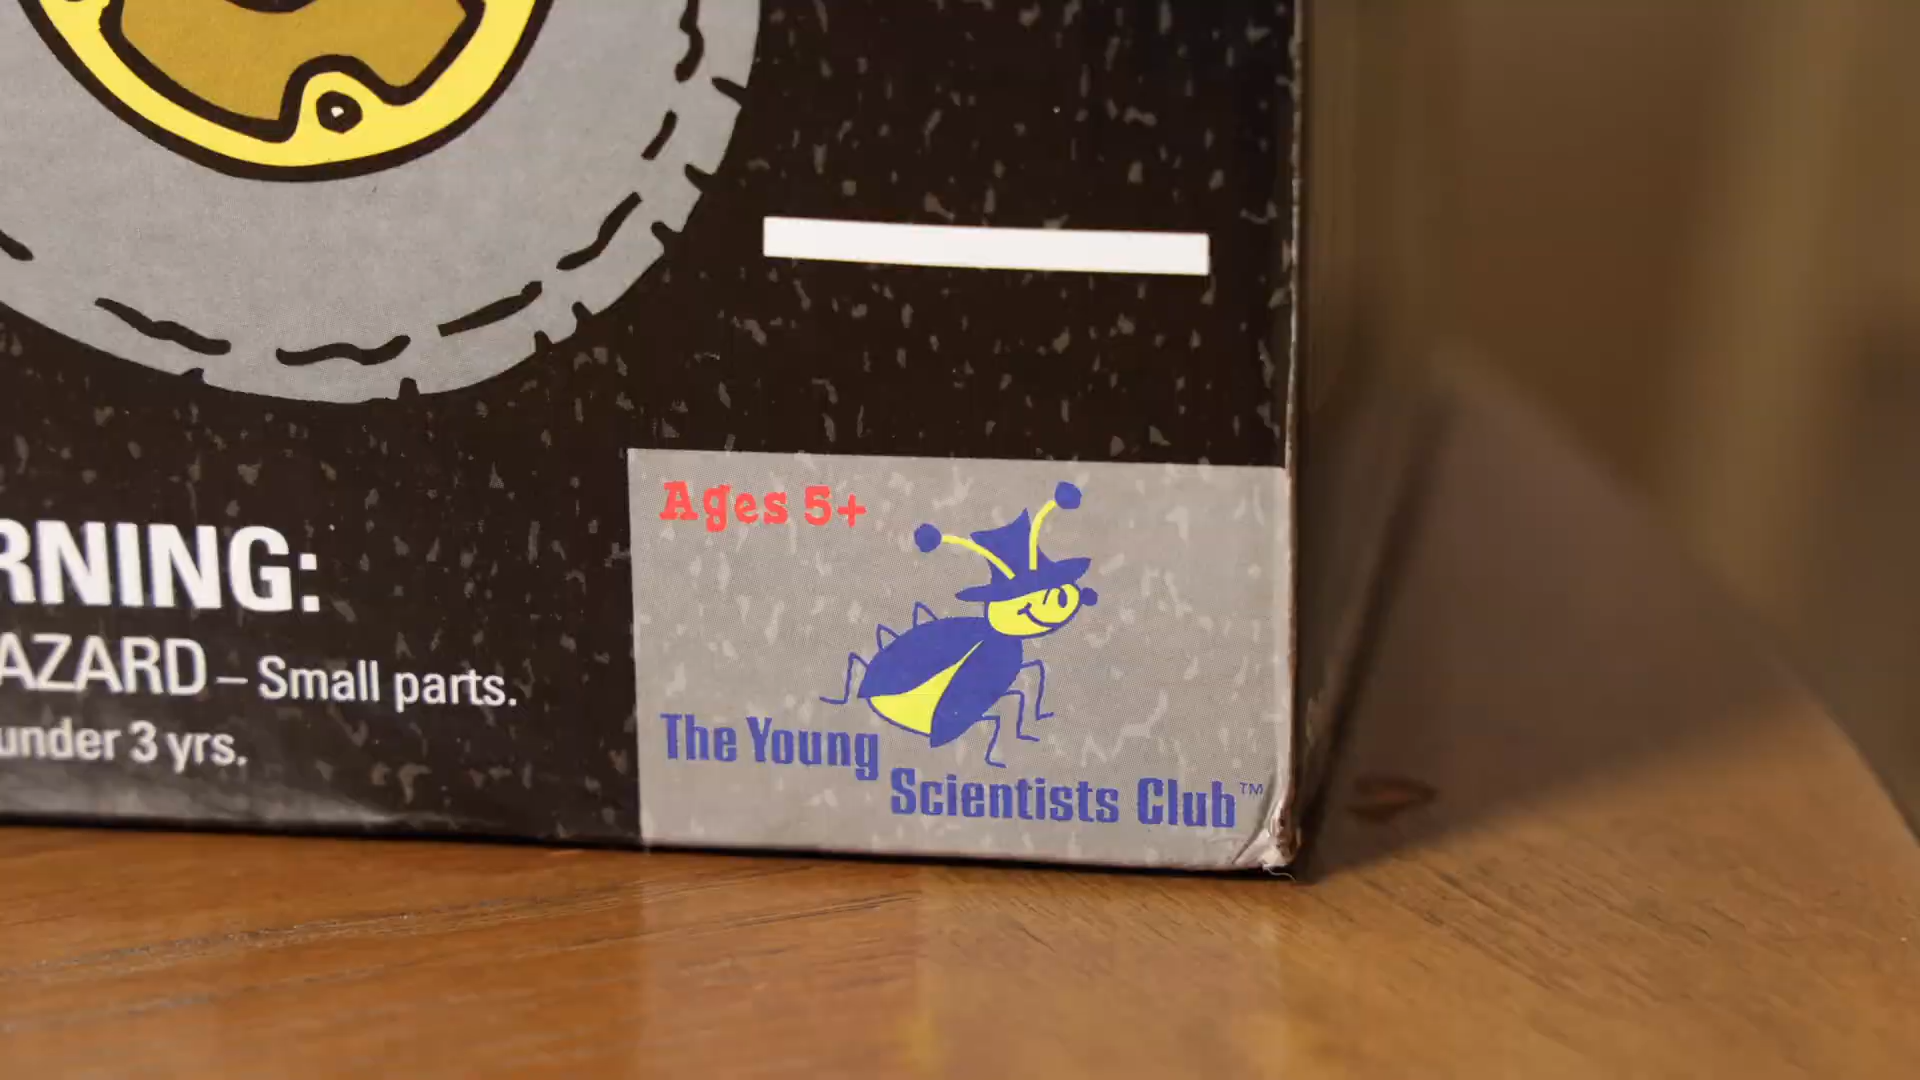 RNING:
AZARD – Small parts.
under 3 yrs.
Ages 5+
The Young
Scientists Club™